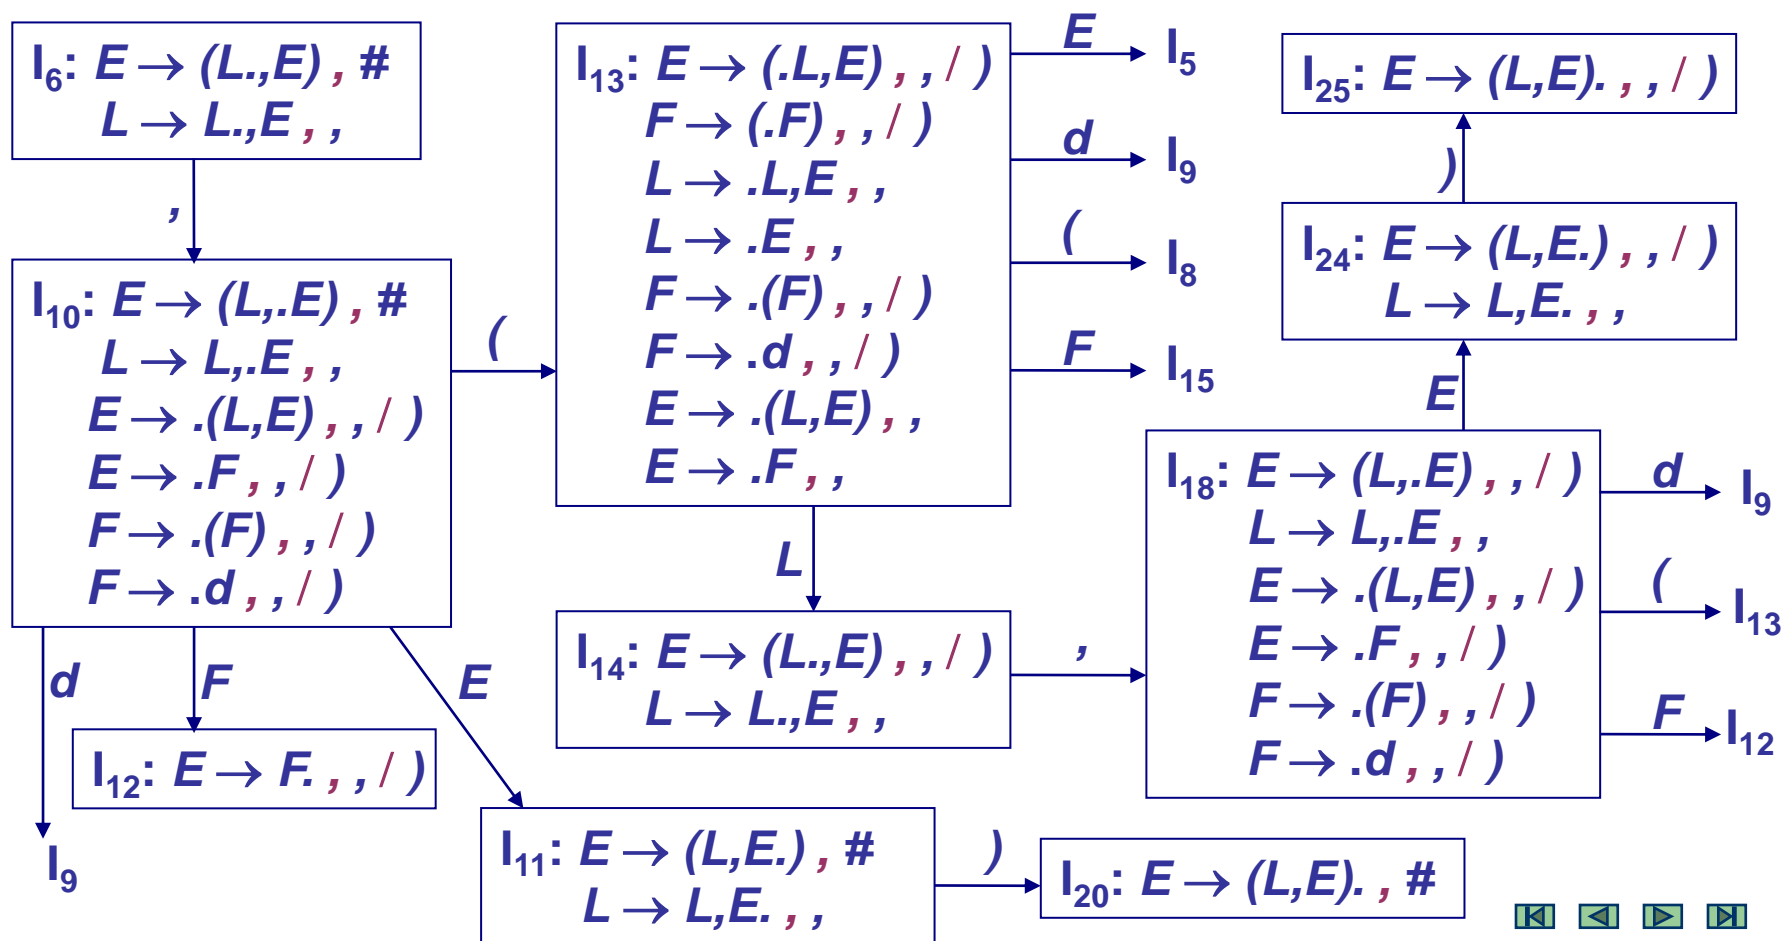 I6: E → (L.,E) , #
L → L.,E , ,
,
I10: E → (L,.E) , #
L → L,.E , ,
E → .(L,E) , , / )
E → .F , , / )
F → .(F) , , / )
F → .d , , / )
(
d
F
E
I9
I12: E → F. , , / )
I11: E → (L,E.) , #
L → L,E. , ,
)
I20: E → (L,E). , #
I13: E → (.L,E) , , / )
F → (.F) , , / )
L → .L,E , ,
L → .E , ,
F → .(F) , , / )
F → .d , , / )
E → .(L,E) , ,
E → .F , ,
E
I5
d
I9
(
I8
F
I15
L
I14: E → (L.,E) , , / )
L → L.,E , ,
,
I25: E → (L,E). , , / )
)
I24: E → (L,E.) , , / )
L → L,E. , ,
E
I18: E → (L,.E) , , / )
L → L,.E , ,
E → .(L,E) , , / )
E → .F , , / )
F → .(F) , , / )
F → .d , , / )
d
I9
(
I13
F
I12